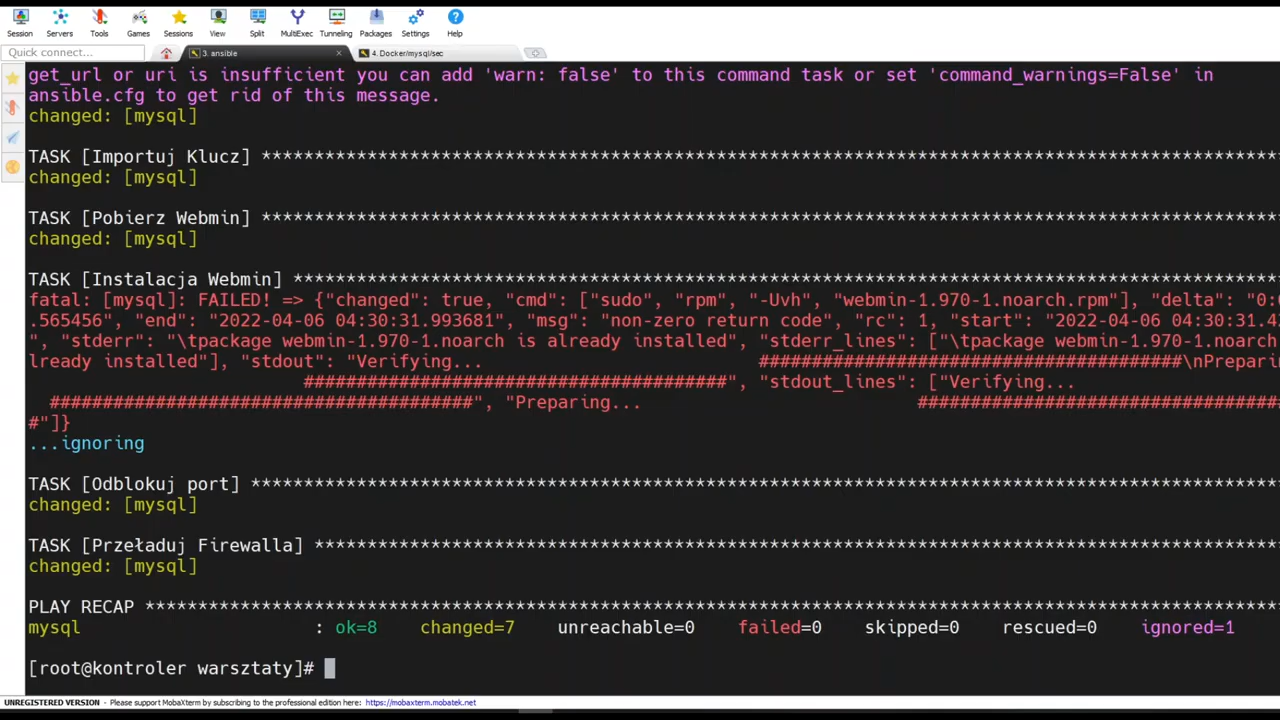 Session Servers Tools Games Sessions View Split MultiExec Tunneling Packages Settings Help
Quick connect... 3. ansible 4. Docker/mysql/sec
get_url or uri is insufficient you can add 'warn: false' to this command task or set 'command_warnings=False' in
ansible.cfg to get rid of this message.
changed: [mysql]
TASK [Importuj Klucz] *************************************************************************************************
changed: [mysql]
TASK [Pobierz Webmin] *************************************************************************************************
changed: [mysql]
TASK [Instalacja Webmin] **********************************************************************************************
fatal: [mysql]: FAILED! => {"changed": true, "cmd": ["sudo", "rpm", "-Uvh", "webmin-1.970-1.noarch.rpm"], "delta": "0:0
.565456", "end": "2022-04-06 04:30:31.993681", "msg": "non-zero return code", "rc": 1, "start": "2022-04-06 04:30:31.4
", "stderr": "\tpackage webmin-1.970-1.noarch is already installed", "stderr_lines": ["\tpackage webmin-1.970-1.noarch
lready installed"], "stdout": "Verifying... ########################################\nPrepari
########################################", "stdout_lines": ["Verifying...
########################################", "Preparing... ##################################
#"]}
...ignoring
TASK [Odblokuj port] **************************************************************************************************
changed: [mysql]
TASK [Przeładuj Firewalla] ********************************************************************************************
changed: [mysql]
PLAY RECAP ************************************************************************************************************
mysql : ok=8 changed=7 unreachable=0 failed=0 skipped=0 rescued=0 ignored=1
[root@kontroler warsztaty]#
UNREGISTERED VERSION - Please support MobaXterm by subscribing to the professional edition here: https://mobaxterm.mobatek.net